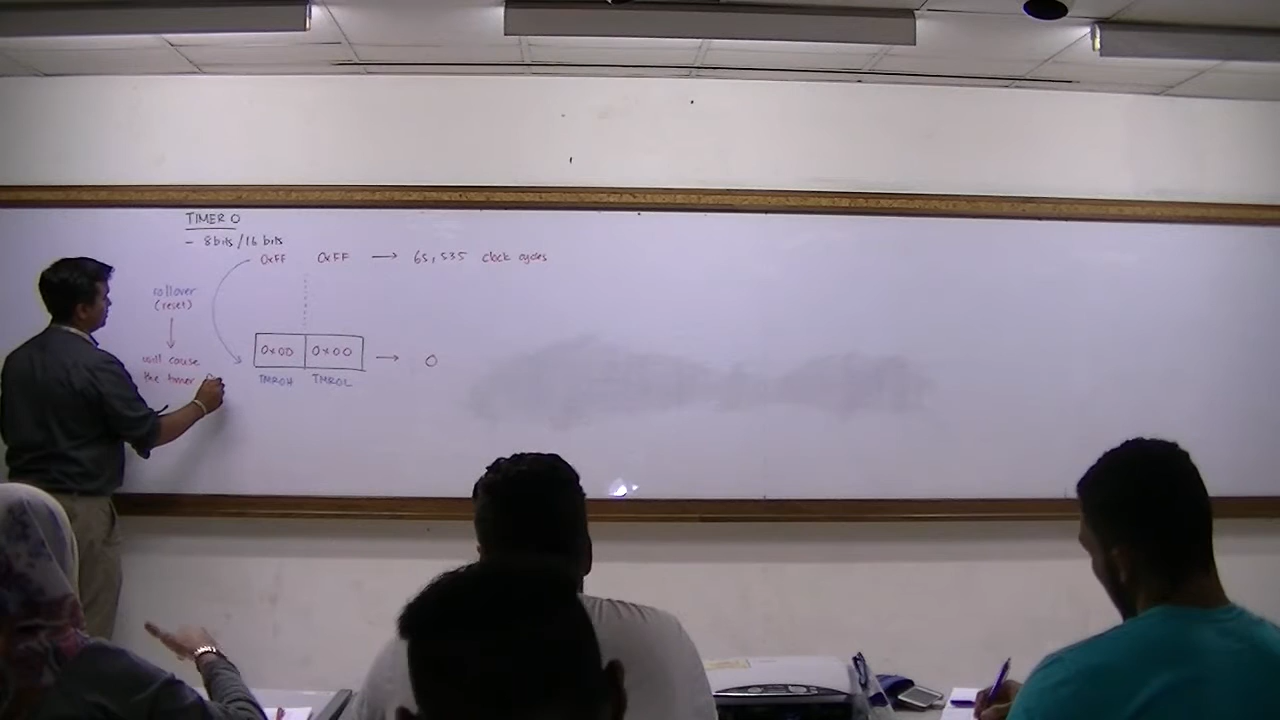 TIMER 0
- 8 bits / 16 bits
0xFF 0xFF → 65,535 clock cycles
rollover
(reset)
will cause
the timer
0x00 0x00 → 0
TMR0H TMR0L